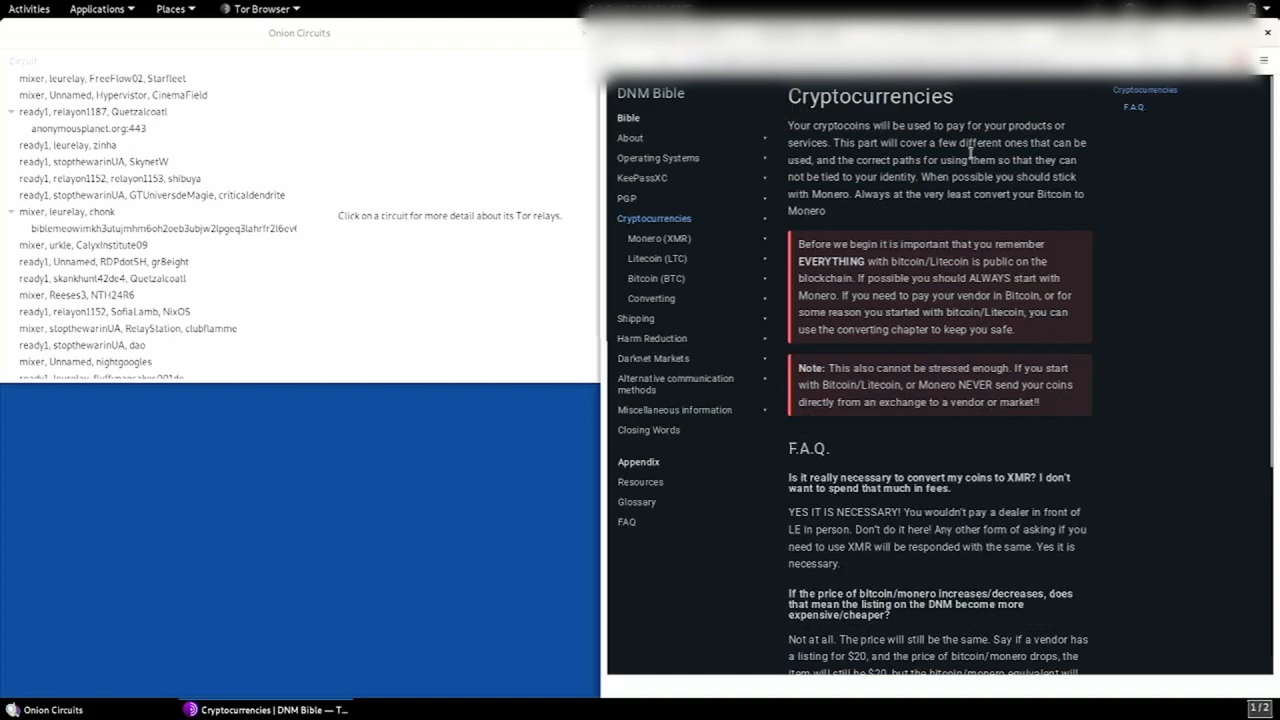 Activities Applications Places Tor Browser
Onion Circuits
Circuit
mixer, leurelay, FreeFlow02, Starfleet
mixer, Unnamed, Hypervistor, CinemaField
ready1, relayon1187, Quetzalcoatl
anonymousplanet.org:443
ready1, leurelay, zinha
ready1, stopthewarinUA, SkynetW
ready1, relayon1152, relayon1153, shibuya
ready1, stopthewarinUA, GTUniversdeMagie, criticaldendrite
mixer, leurelay, chonk
mixer, urkle, CalyxInstitute09
ready1, Unnamed, RDPdotSH, gr8eight
ready1, skankhunt42de4, Quetzalcoatl
mixer, Reeses3, NTH24R6
ready1, relayon1152, SofiaLamb, NixOS
mixer, stopthewarinUA, RelayStation, clubflamme
ready1, stopthewarinUA, dao
mixer, Unnamed, nightgoogles
Click on a circuit for more detail about its Tor relays.
DNM Bible
Bible
About
Operating Systems
KeePassXC
PGP
Cryptocurrencies
Monero (XMR)
Litecoin (LTC)
Bitcoin (BTC)
Converting
Shipping
Harm Reduction
Darknet Markets
Alternative communication
methods
Miscellaneous information
Closing Words
Appendix
Resources
Glossary
FAQ
Cryptocurrencies
Your cryptocoins will be used to pay for your products or
services. This part will cover a few different ones that can be
used, and the correct paths for using them so that they can
not be tied to your identity. When possible you should stick
with Monero. Always at the very least convert your Bitcoin to
Monero
Before we begin it is important that you remember
EVERYTHING with bitcoin/Litecoin is public on the
blockchain. If possible you should ALWAYS start with
Monero. If you need to pay your vendor in Bitcoin, or for
some reason you started with bitcoin/Litecoin, you can
use the converting chapter to keep you safe.
Note: This also cannot be stressed enough. If you start
with Bitcoin/Litecoin, or Monero NEVER send your coins
directly from an exchange to a vendor or market!!
F.A.Q.
Is it really necessary to convert my coins to XMR? I don't
want to spend that much in fees.
YES IT IS NECESSARY! You wouldn't pay a dealer in front of
LE in person. Don't do it here! Any other form of asking if you
need to use XMR will be responded with the same. Yes it is
necessary.
If the price of bitcoin/monero increases/decreases, does
that mean the listing on the DNM become more
expensive/cheaper?
Not at all. The price will still be the same. Say if a vendor has
a listing for $20, and the price of bitcoin/monero drops, the
item will still be $20, but the bitcoin/monero equivalent will
Cryptocurrencies
F.A.Q.
Onion Circuits
Cryptocurrencies | DNM Bible — T...
1/2